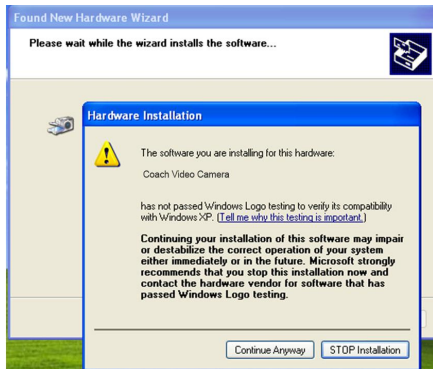 Found New Hardware Wizard
Please wait while the wizard installs the software...
Hardware Installation
The software you are installing for this hardware:
Coach Video Camera
has not passed Windows Logo testing to verify its compatibility
with Windows XP. (Tell me why this testing is important.)
Continuing your installation of this software may impair
or destabilize the correct operation of your system
either immediately or in the future. Microsoft strongly
recommends that you stop this installation now and
contact the hardware vendor for software that has
passed Windows Logo testing.
Continue Anyway
STOP Installation